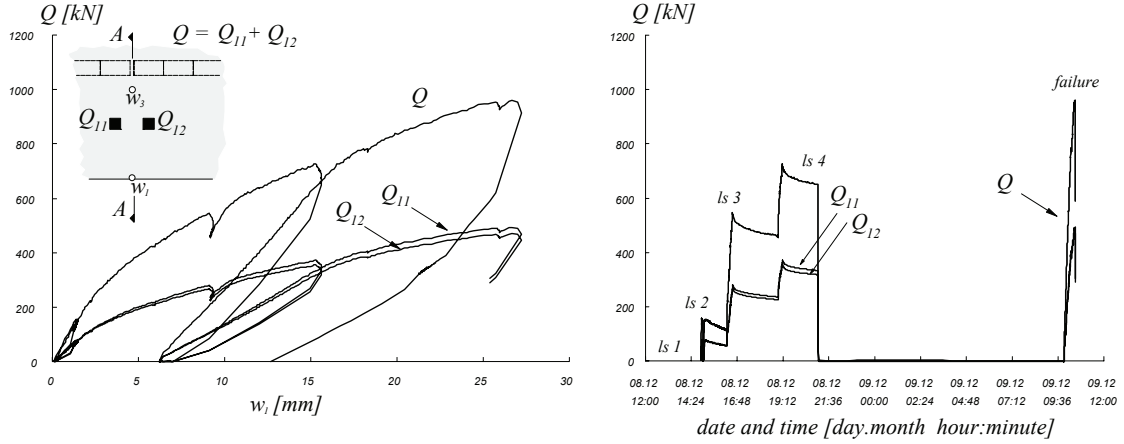 Q [kN]
1200
1000
800
600
400
200
0
A
Q = Q11 + Q12
w3
Q11
Q12
w1
A
Q
Q12
Q11
0 5 10 15 20 25 30
w1 [mm]
Q [kN]
1200
1000
800
600
400
200
0
failure
ls 4
ls 3
Q11
Q12
Q
ls 2
ls 1
08.12 08.12 08.12 08.12 08.12 09.12 09.12 09.12 09.12 09.12 09.12
12:00 14:24 16:48 19:12 21:36 00:00 02:24 04:48 07:12 09:36 12:00
date and time [day.month hour:minute]